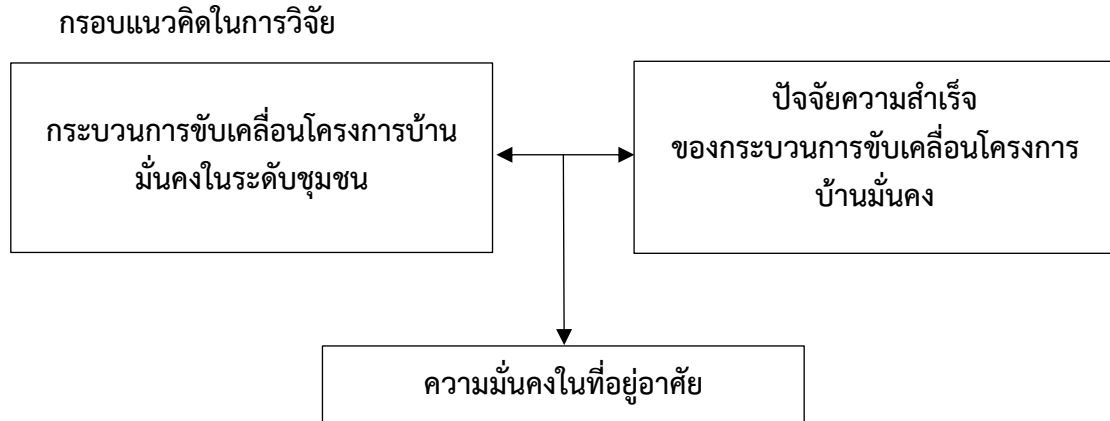 กรอบแนวคิดในการวิจัย
กระบวนการขับเคลื่อนโครงการบ้าน
มั่นคงในระดับชุมชน
ปัจจัยความสำเร็จ
ของกระบวนการขับเคลื่อนโครงการ
บ้านมั่นคง
ความมั่นคงในที่อยู่อาศัย